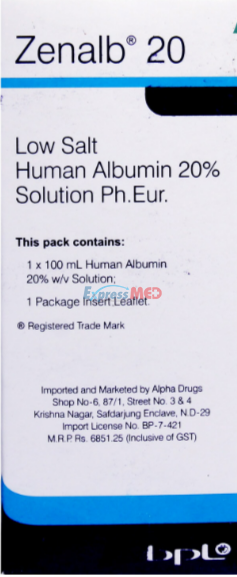 Zenalb® 20
Low Salt
Human Albumin 20%
Solution Ph.Eur.
This pack contains:
1 x 100 mL Human Albumin
20% w/v Solution;
ExpressMED
1 Package Insert Leaflet.
® Registered Trade Mark
Imported and Marketed by Alpha Drugs
Shop No-6, 87/1, Street No. 3 & 4
Krishna Nagar, Safdarjung Enclave, N.D-29
Import License No. BP-7-421
M.R.P. Rs. 6851.25 (Inclusive of GST)
bpl